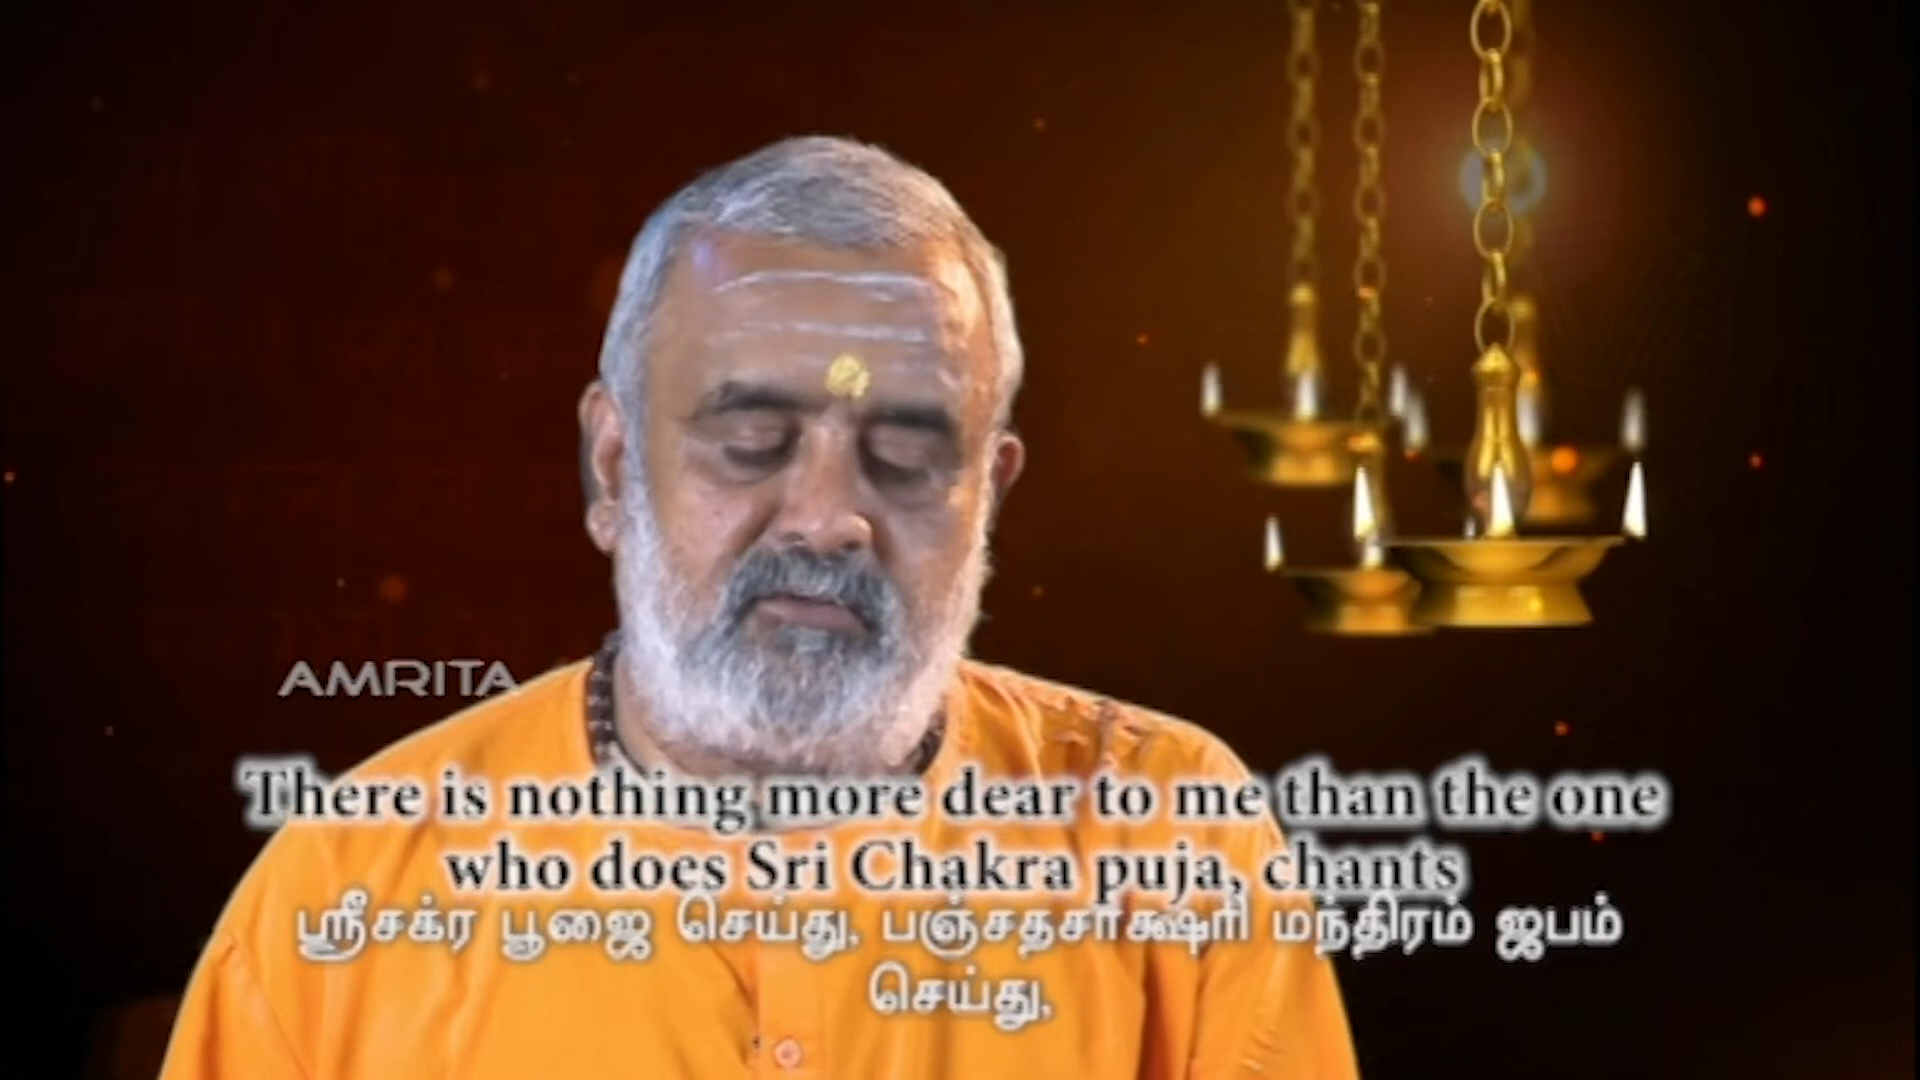 AMRITA
There is nothing more dear to me than the one
who does Sri Chakra puja, chants
ஸ்ரீசக்ர பூஜை செய்து, பஞ்சதசாக்ஷரி மந்திரம் ஜபம்
செய்து,